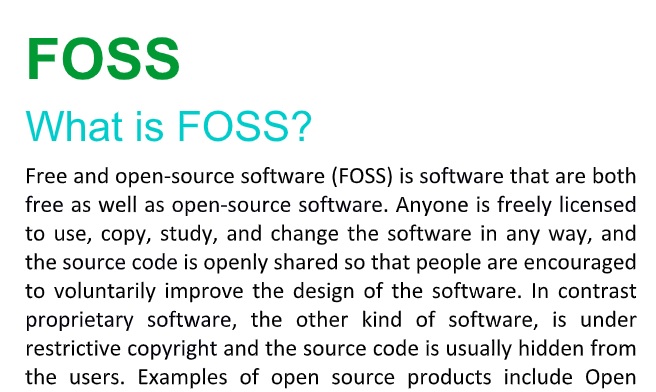 FOSS
What is FOSS?
Free and open-source software (FOSS) is software that are both
free as well as open-source software. Anyone is freely licensed
to use, copy, study, and change the software in any way, and
the source code is openly shared so that people are encouraged
to voluntarily improve the design of the software. In contrast
proprietary software, the other kind of software, is under
restrictive copyright and the source code is usually hidden from
the users. Examples of open source products include Open